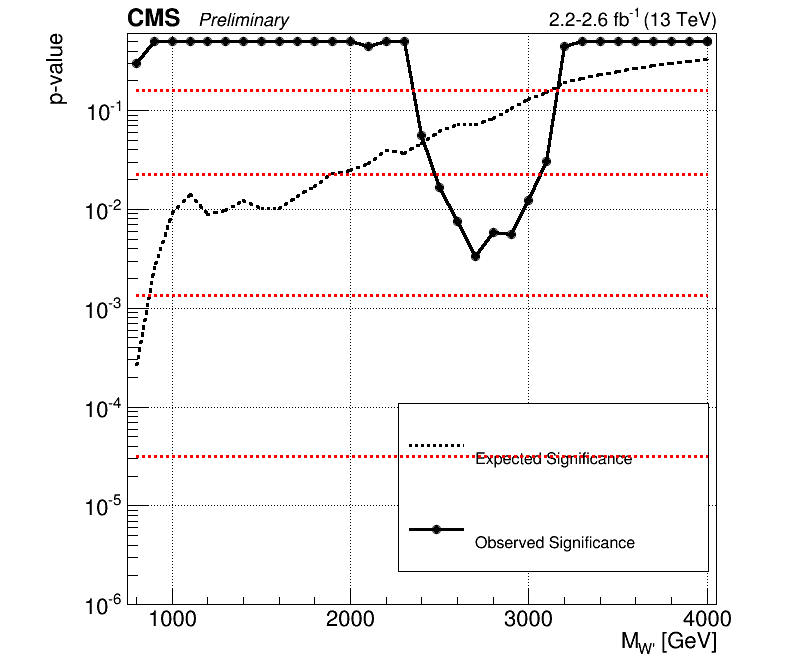 CMS Preliminary 2.2-2.6 fb⁻¹ (13 TeV)
p-value
10⁻¹
10⁻²
10⁻³
10⁻⁴
10⁻⁵
10⁻⁶
Expected Significance
Observed Significance
1000 2000 3000 4000
M_W' [GeV]